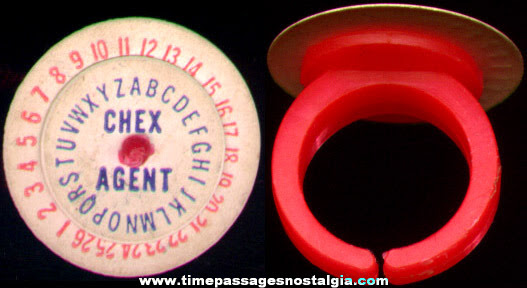 1 2 3 4 5 6 7 8 9 10 11 12 13 14 15 16 17 18 19 20 21 22 23 24 25 26
A B C D E F G H I J K L M N O P Q R S T U V W X Y Z
CHEX
AGENT
www.timepassagesnostalgia.com